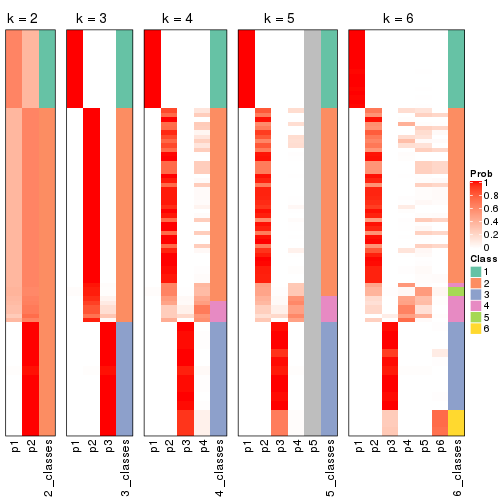 k = 2
k = 3
k = 4
k = 5
k = 6
p1
p2
2_classes
p1
p2
p3
3_classes
p1
p2
p3
p4
4_classes
p1
p2
p3
p4
p5
5_classes
p1
p2
p3
p4
p5
p6
6_classes
Prob
1
0.8
0.6
0.4
0.2
0
Class
1
2
3
4
5
6